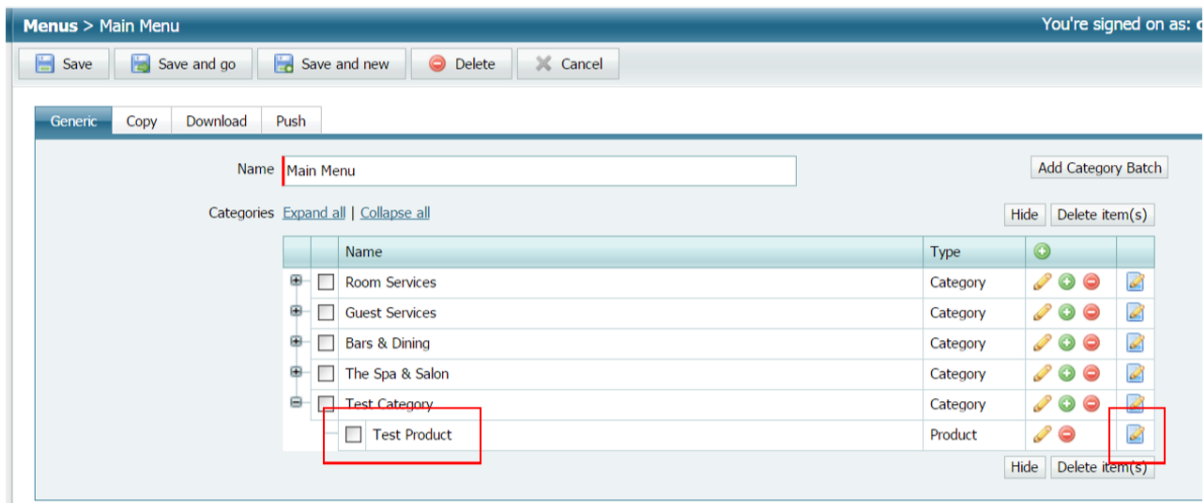 Menus > Main Menu You're signed on as:
Save Save and go Save and new Delete Cancel
Generic Copy Download Push
Name Main Menu Add Category Batch
Categories Expand all | Collapse all Hide Delete item(s)
Name Type
Room Services Category
Guest Services Category
Bars & Dining Category
The Spa & Salon Category
Test Category Category
Test Product Product
Hide Delete item(s)